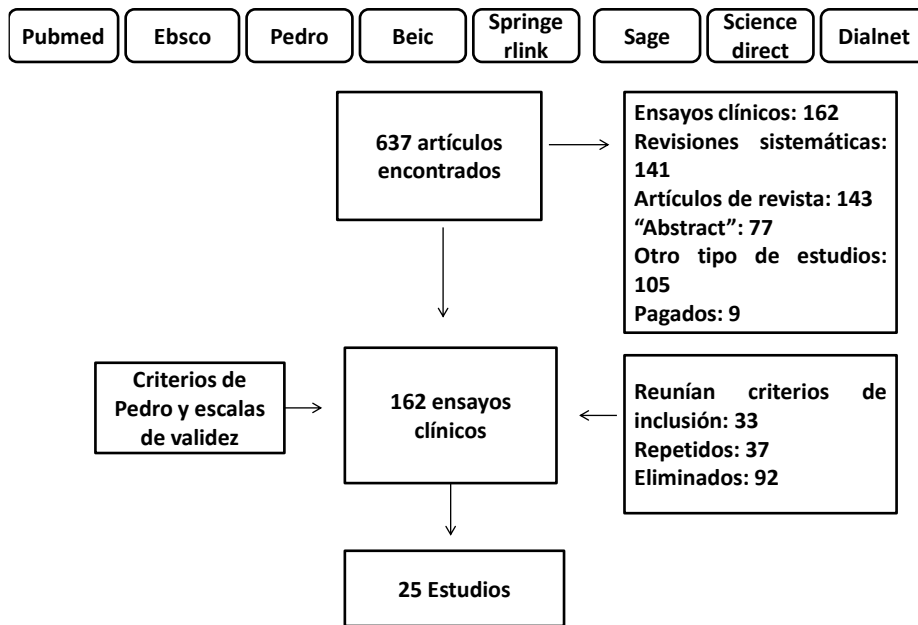 Pubmed
Ebsco
Pedro
Beic
Springe
rlink
Sage
Science
direct
Dialnet
637 artículos
encontrados
Ensayos clínicos: 162
Revisiones sistemáticas:
141
Artículos de revista: 143
“Abstract”: 77
Otro tipo de estudios:
105
Pagados: 9
Criterios de
Pedro y escalas
de validez
162 ensayos
clínicos
Reunían criterios de
inclusión: 33
Repetidos: 37
Eliminados: 92
25 Estudios